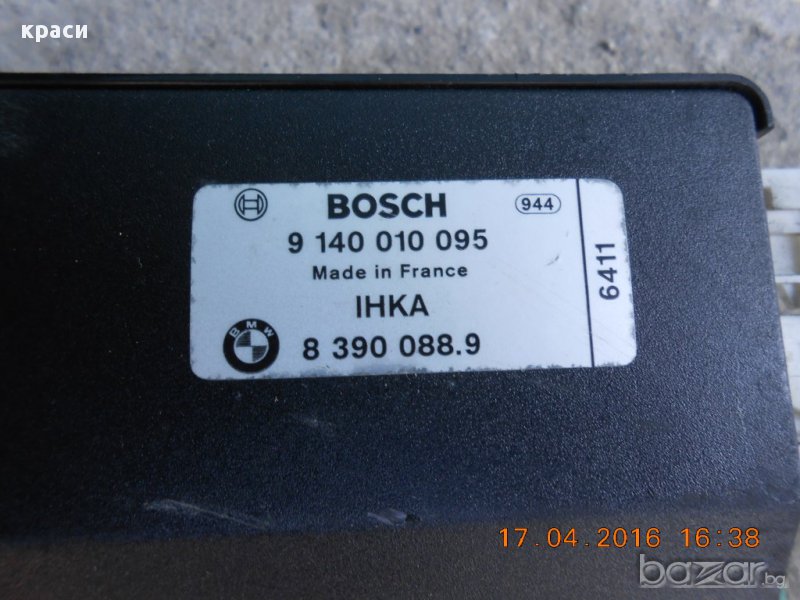 краси
BOSCH
944
9 140 010 095
Made in France
IHKA
BMW
8 390 088.9
6411
17.04.2016 16:38
bazar.bg